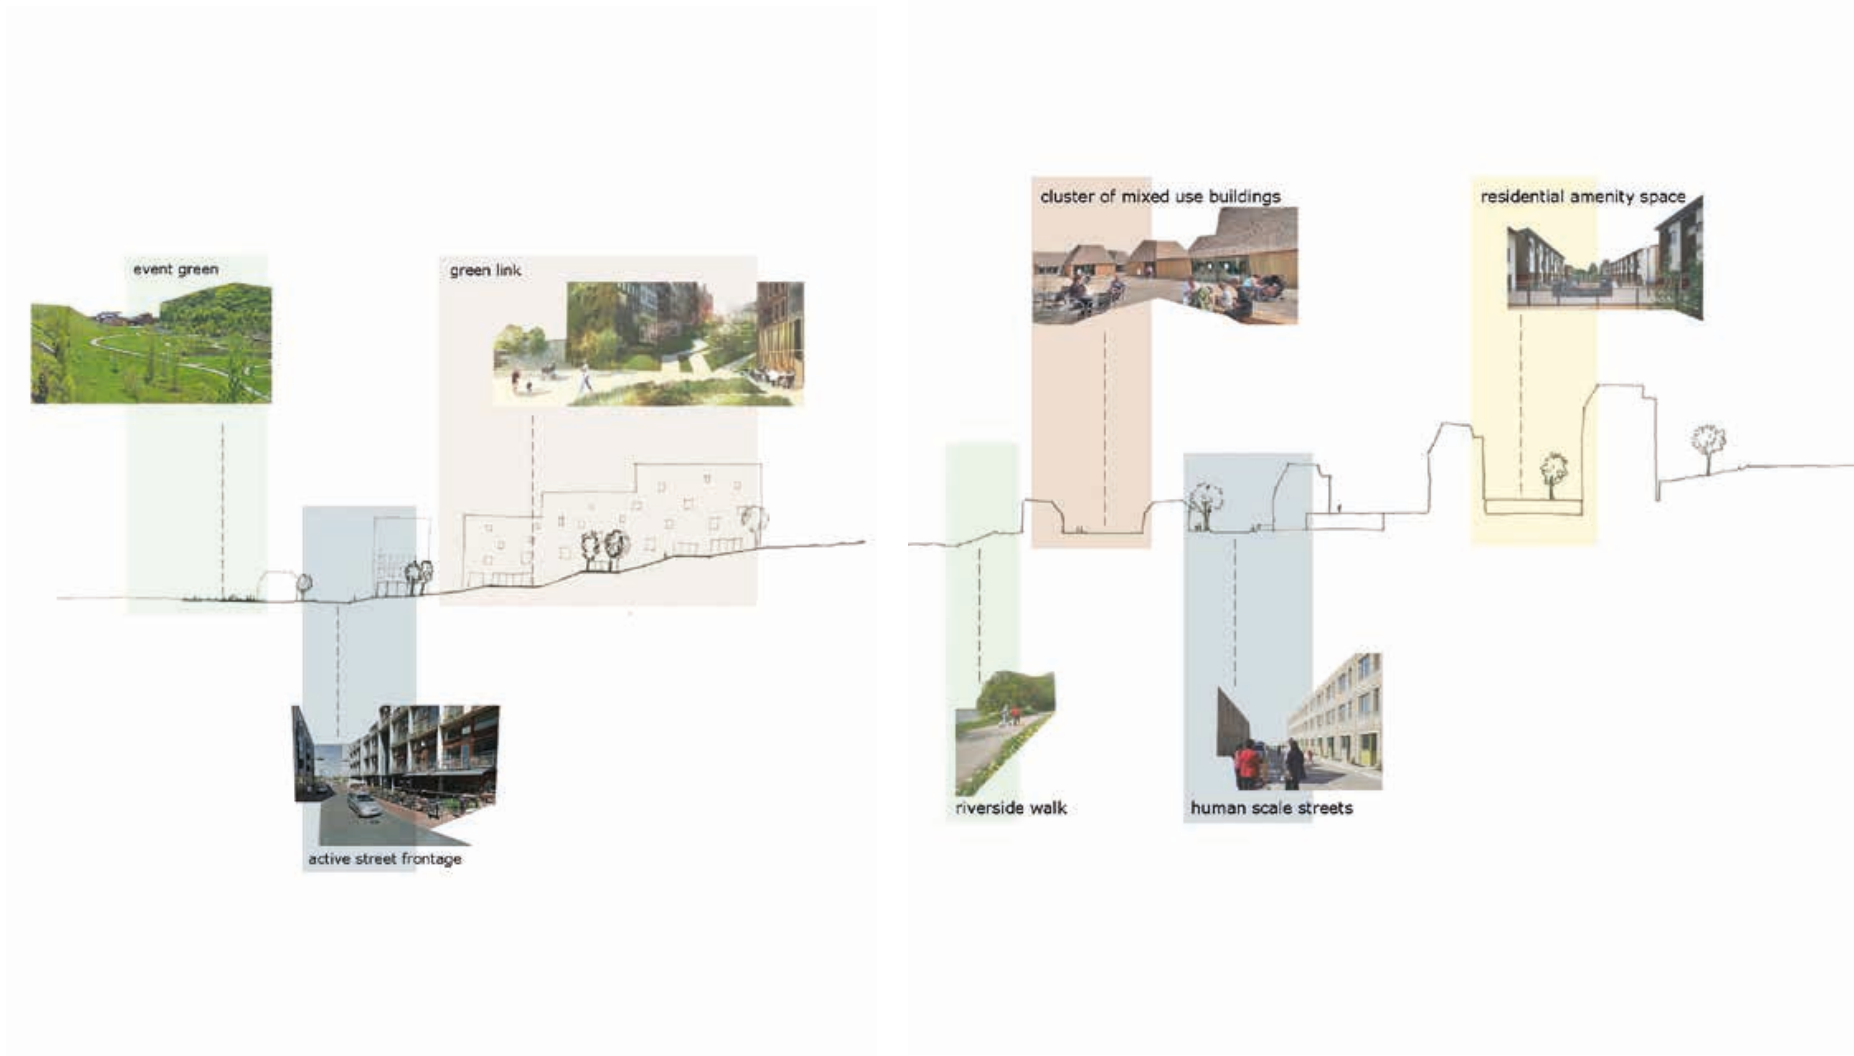 event green
green link
active street frontage
cluster of mixed use buildings
residential amenity space
riverside walk
human scale streets